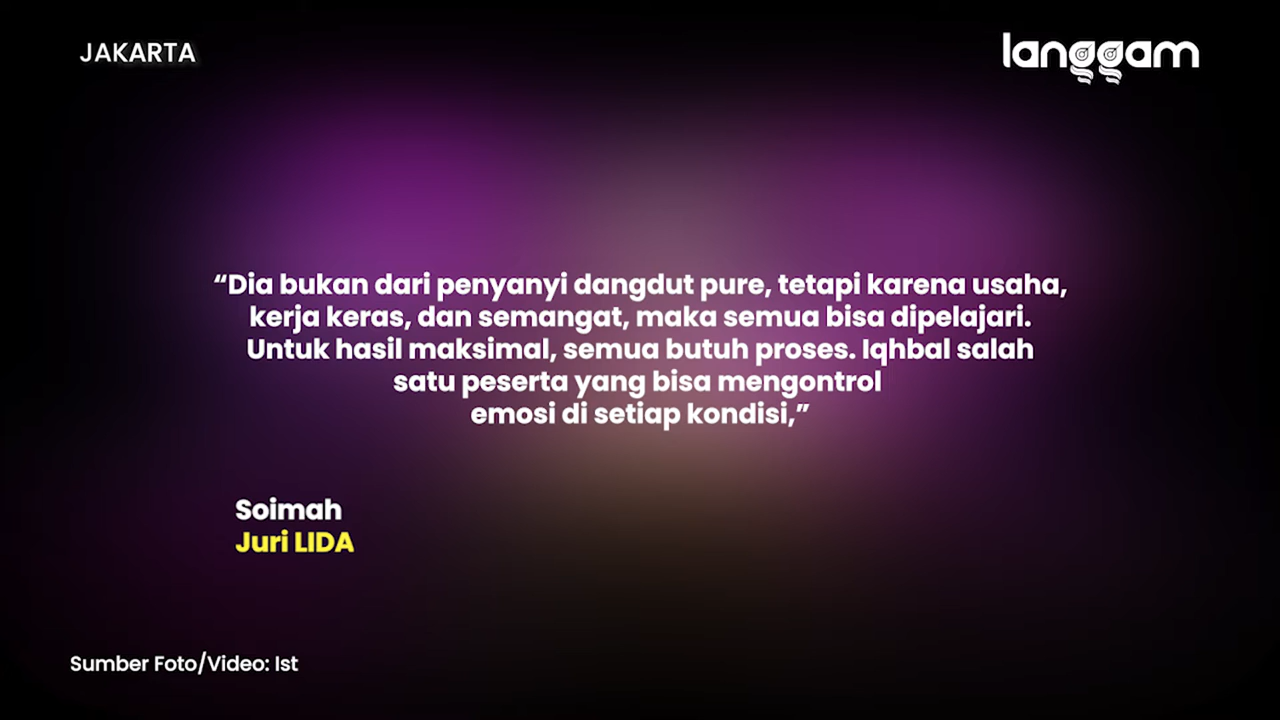 JAKARTA
langgam
“Dia bukan dari penyanyi dangdut pure, tetapi karena usaha,
kerja keras, dan semangat, maka semua bisa dipelajari.
Untuk hasil maksimal, semua butuh proses. Iqhbal salah
satu peserta yang bisa mengontrol
emosi di setiap kondisi,”
Soimah
Juri LIDA
Sumber Foto/Video: Ist